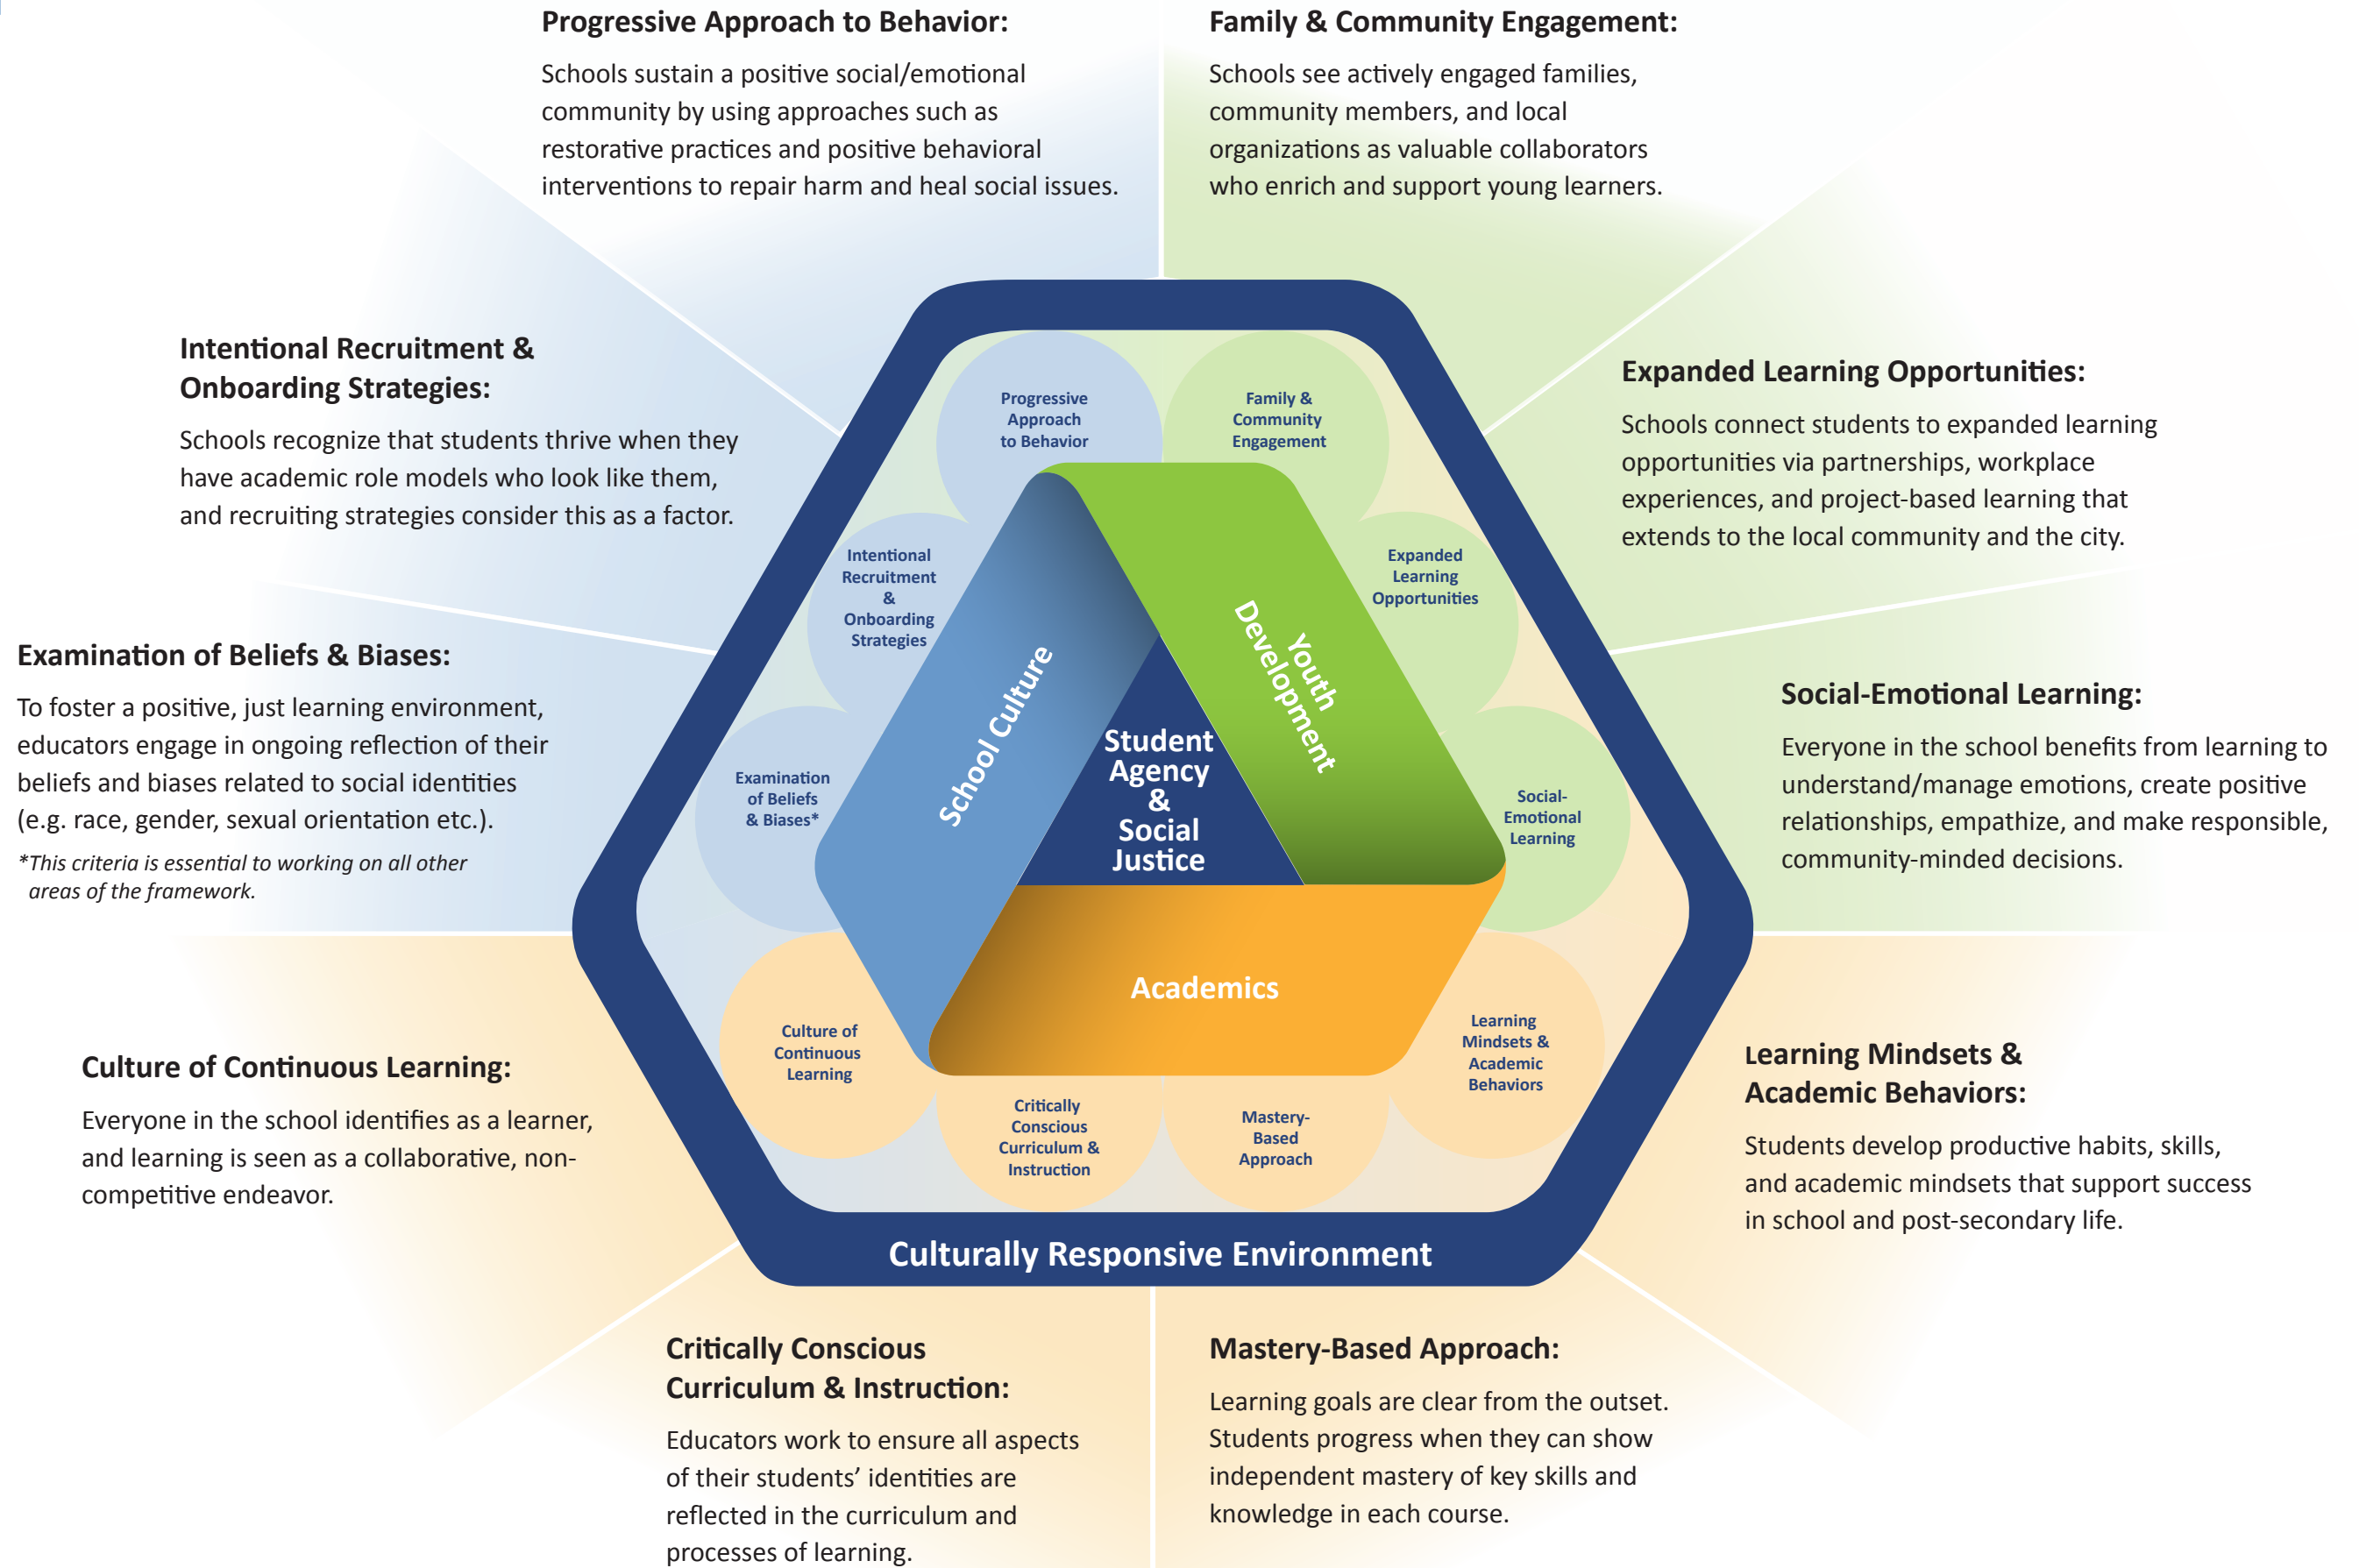 Progressive Approach to Behavior:
Schools sustain a positive social/emotional
community by using approaches such as
restorative practices and positive behavioral
interventions to repair harm and heal social issues.
Family & Community Engagement:
Schools see actively engaged families,
community members, and local
organizations as valuable collaborators
who enrich and support young learners.
Intentional Recruitment &
Onboarding Strategies:
Schools recognize that students thrive when they
have academic role models who look like them,
and recruiting strategies consider this as a factor.
Expanded Learning Opportunities:
Schools connect students to expanded learning
opportunities via partnerships, workplace
experiences, and project-based learning that
extends to the local community and the city.
Examination of Beliefs & Biases:
To foster a positive, just learning environment,
educators engage in ongoing reflection of their
beliefs and biases related to social identities
(e.g. race, gender, sexual orientation etc.).
*This criteria is essential to working on all other
areas of the framework.
Social-Emotional Learning:
Everyone in the school benefits from learning to
understand/manage emotions, create positive
relationships, empathize, and make responsible,
community-minded decisions.
Progressive
Approach
to Behavior
Family &
Community
Engagement
Intentional
Recruitment
&
Onboarding
Strategies
Expanded
Learning
Opportunities
Examination
of Beliefs
& Biases*
Social-
Emotional
Learning
School Culture
Youth
Development
Student
Agency
&
Social
Justice
Academics
Culture of
Continuous
Learning
Critically
Conscious
Curriculum &
Instruction
Mastery-
Based
Approach
Learning
Mindsets &
Academic
Behaviors
Culturally Responsive Environment
Culture of Continuous Learning:
Everyone in the school identifies as a learner,
and learning is seen as a collaborative, non-
competitive endeavor.
Learning Mindsets &
Academic Behaviors:
Students develop productive habits, skills,
and academic mindsets that support success
in school and post-secondary life.
Critically Conscious
Curriculum & Instruction:
Educators work to ensure all aspects
of their students’ identities are
reflected in the curriculum and
processes of learning.
Mastery-Based Approach:
Learning goals are clear from the outset.
Students progress when they can show
independent mastery of key skills and
knowledge in each course.